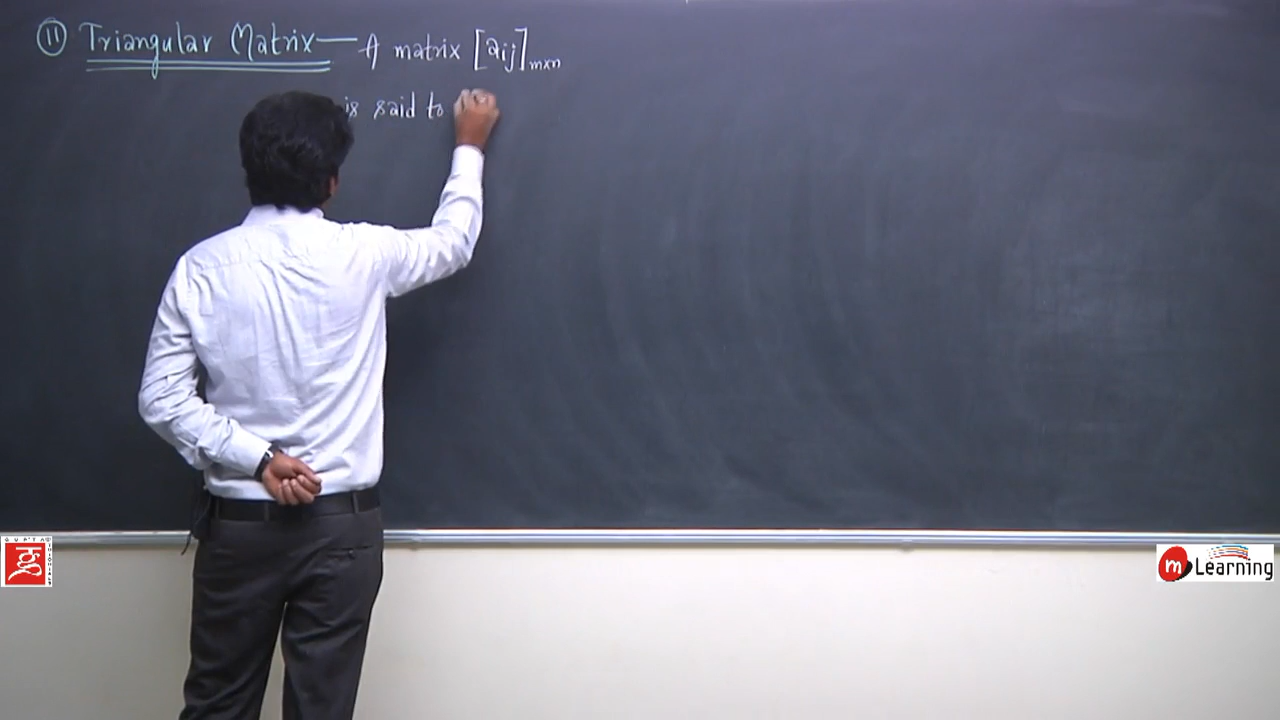 ⑪ Triangular Matrix — A matrix [aij]m×n
is said to
m Learning